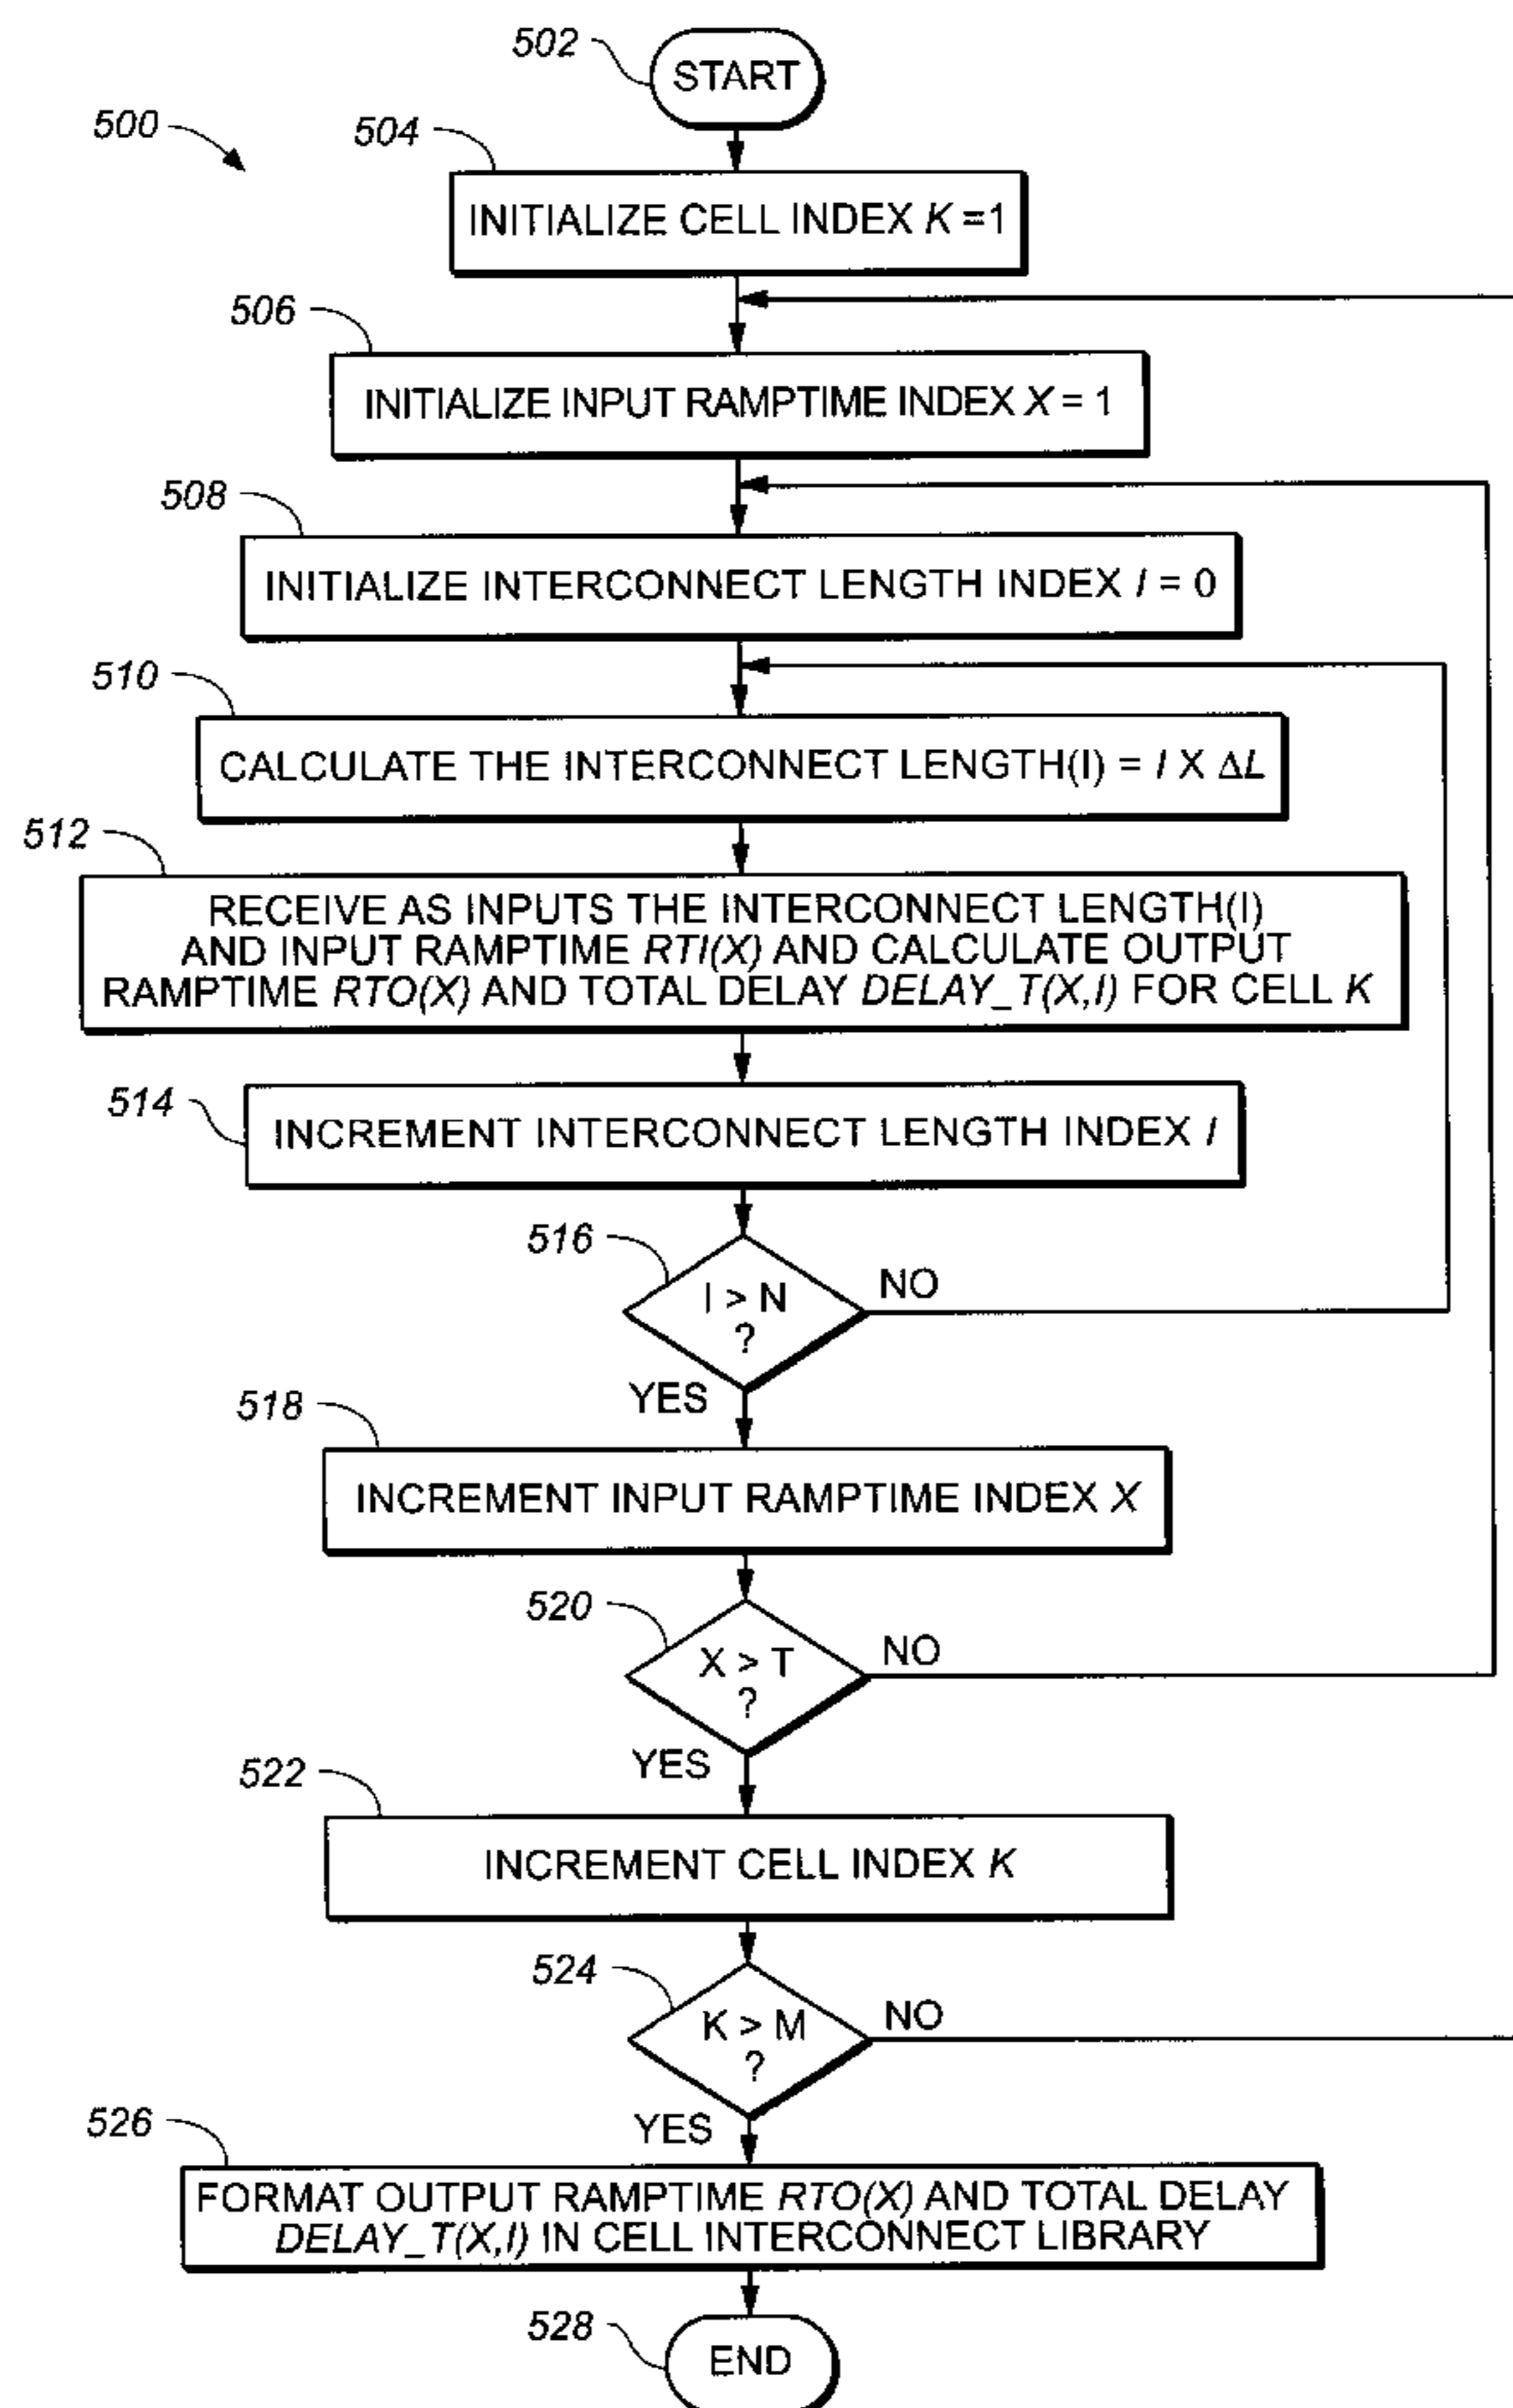 502
START
500
504
INITIALIZE CELL INDEX K =1
506
INITIALIZE INPUT RAMPTIME INDEX X = 1
508
INITIALIZE INTERCONNECT LENGTH INDEX I = 0
510
CALCULATE THE INTERCONNECT LENGTH(I) = I X ΔL
512
RECEIVE AS INPUTS THE INTERCONNECT LENGTH(I)
AND INPUT RAMPTIME RTI(X) AND CALCULATE OUTPUT
RAMPTIME RTO(X) AND TOTAL DELAY DELAY_T(X,I) FOR CELL K
514
INCREMENT INTERCONNECT LENGTH INDEX I
516
I > N
?
NO
YES
518
INCREMENT INPUT RAMPTIME INDEX X
520
X > T
?
NO
YES
522
INCREMENT CELL INDEX K
524
K > M
?
NO
YES
526
FORMAT OUTPUT RAMPTIME RTO(X) AND TOTAL DELAY
DELAY_T(X,I) IN CELL INTERCONNECT LIBRARY
528
END